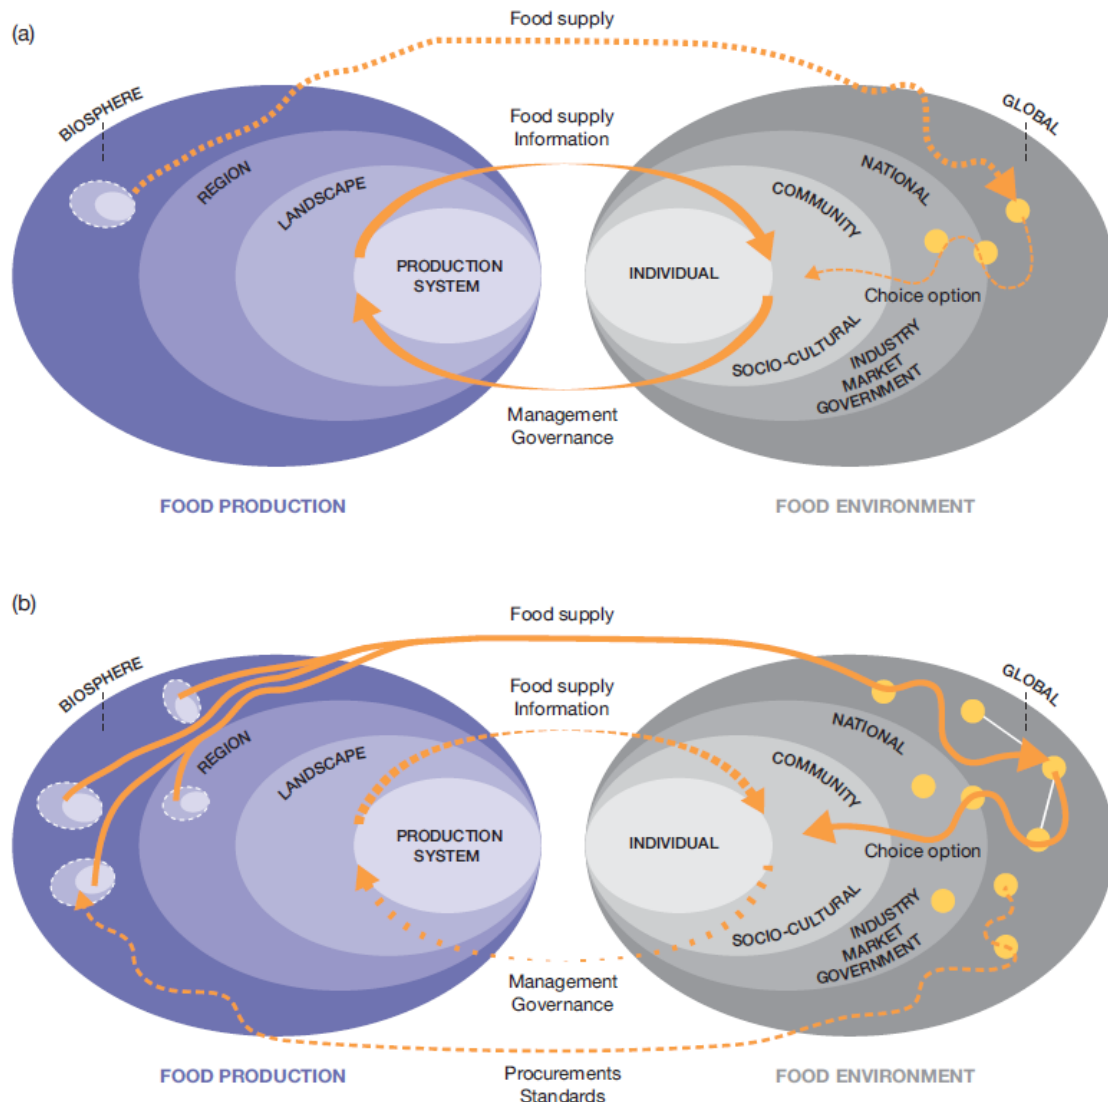 (a)
Food supply
BIOSPHERE
GLOBAL
Food supply
Information
REGION
NATIONAL
LANDSCAPE
COMMUNITY
PRODUCTION
SYSTEM
INDIVIDUAL
Choice option
SOCIO-CULTURAL
INDUSTRY
MARKET
GOVERNMENT
Management
Governance
FOOD PRODUCTION
FOOD ENVIRONMENT
(b)
Food supply
BIOSPHERE
GLOBAL
Food supply
Information
REGION
NATIONAL
LANDSCAPE
COMMUNITY
PRODUCTION
SYSTEM
INDIVIDUAL
Choice option
SOCIO-CULTURAL
INDUSTRY
MARKET
GOVERNMENT
Management
Governance
FOOD PRODUCTION
Procurements
Standards
FOOD ENVIRONMENT